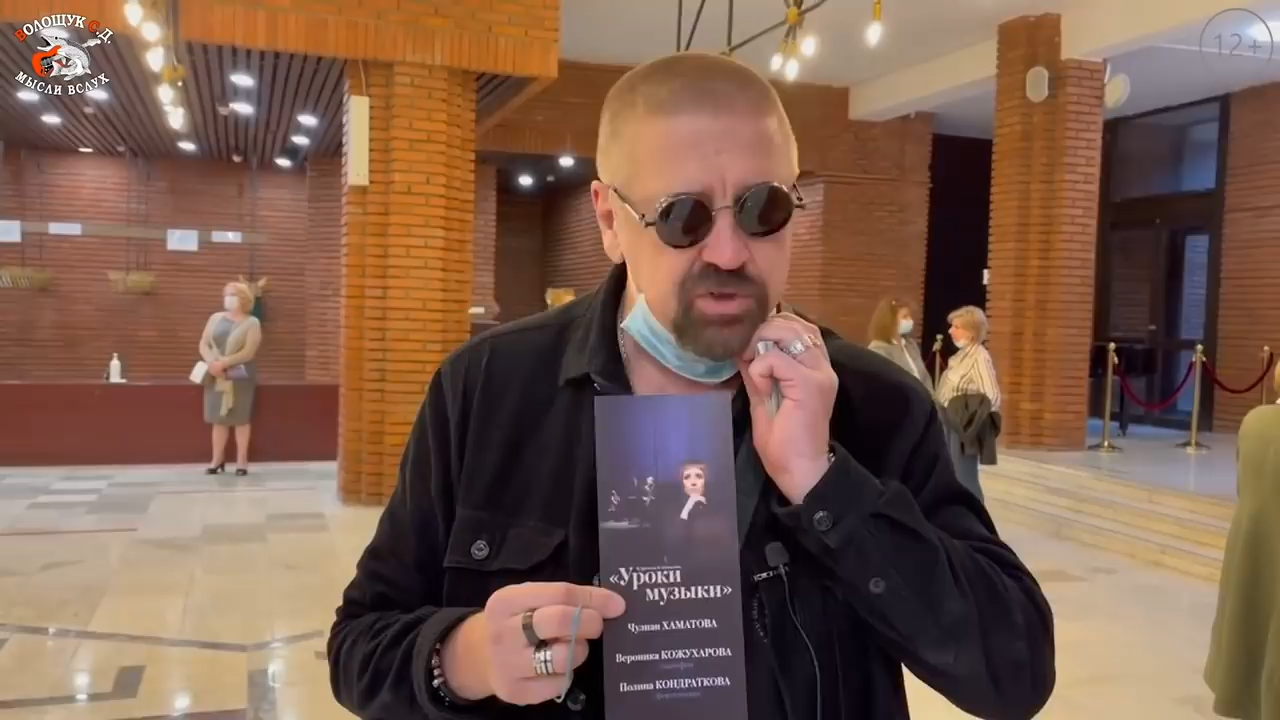 ВОЛОЩУК С.Д.
МЫСЛИ ВСЛУХ
12+
«Уроки
музыки»
Чулпан ХАМАТОВА
Вероника КОЖУХАРОВА
Полина КОНДРАТКОВА